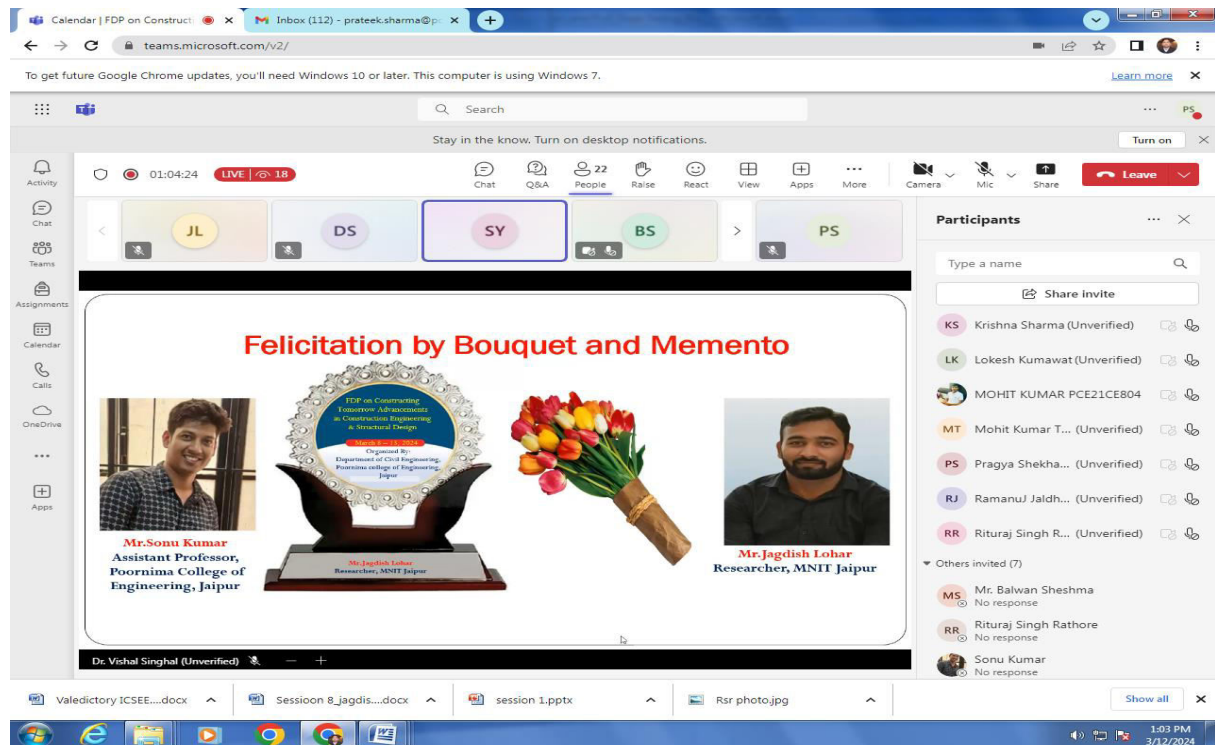 Calendar | FDP on Constructi
Inbox (112) - prateek.sharma@pc
teams.microsoft.com/v2/
To get future Google Chrome updates, you'll need Windows 10 or later. This computer is using Windows 7.
Learn more
Search
PS
Stay in the know. Turn on desktop notifications.
Turn on
Activity
Chat
Teams
Assignments
Calendar
Calls
OneDrive
Apps
01:04:24
LIVE 18
Chat
Q&A
22
People
Raise
React
View
Apps
More
Camera
Mic
Share
Leave
JL
DS
SY
BS
PS
Felicitation by Bouquet and Memento
FDP on Constructing
Tomorrow Advancements
in Construction Engineering
& Structural Design
Organized By:
Department of Civil Engineering,
Poornima college of Engineering,
Jaipur
Mr.Jagdish Lohar
Researcher, MNIT Jaipur
Mr.Sonu Kumar
Assistant Professor,
Poornima College of
Engineering, Jaipur
Mr.Jagdish Lohar
Researcher, MNIT Jaipur
Dr. Vishal Singhal (Unverified)
Participants
Type a name
Share invite
KS Krishna Sharma (Unverified)
LK Lokesh Kumawat (Unverified)
MOHIT KUMAR PCE21CE804
MT Mohit Kumar T... (Unverified)
PS Pragya Shekha... (Unverified)
RJ RamanuJ Jaldh... (Unverified)
RR Rituraj Singh R... (Unverified)
Others invited (7)
MS Mr. Balwan Sheshma
No response
RR Rituraj Singh Rathore
No response
Sonu Kumar
No response
Valedictory ICSEE....docx
Sessioon 8_jagdis....docx
session 1.pptx
Rsr photo.jpg
Show all
1:03 PM
3/12/2024